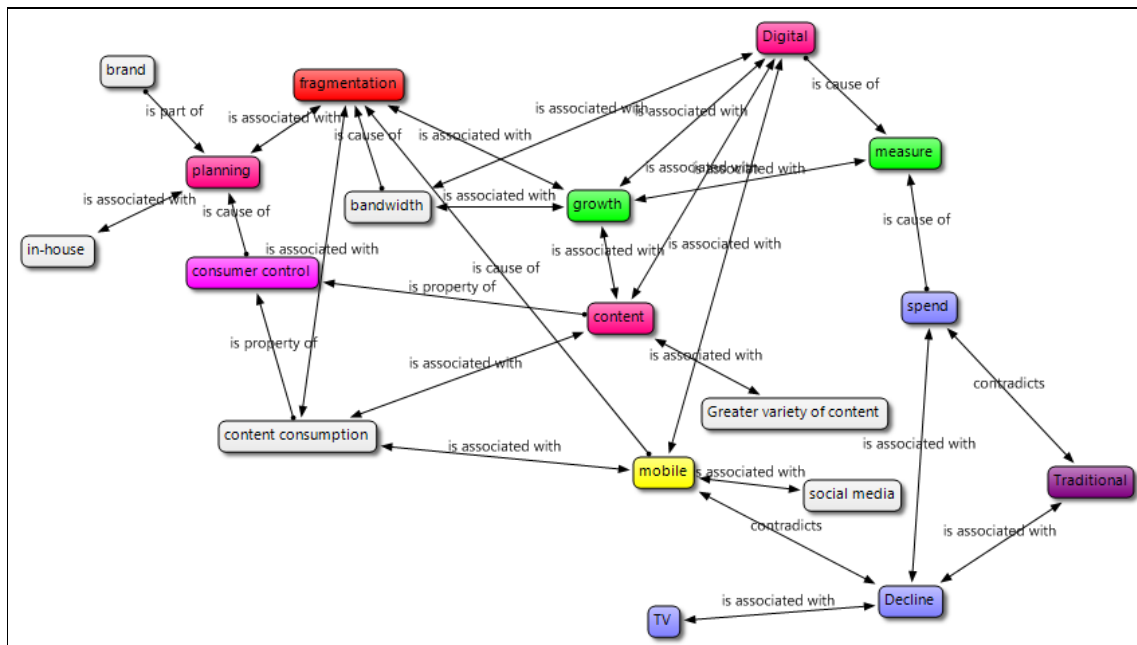 Digital
brand
fragmentation
is part of
is associated with
is associated with
is cause of
is associated with
is associated with
is cause of
measure
planning
is associated with
is associated with
is associated with
is cause of
bandwidth
is associated with
growth
is cause of
in-house
is associated with
is associated with
is associated with
consumer control
is cause of
is property of
content
spend
is property of
is associated with
is associated with
contradicts
Greater variety of content
content consumption
is associated with
is associated with
mobile
is associated with
Traditional
social media
contradicts
is associated with
Decline
is associated with
TV